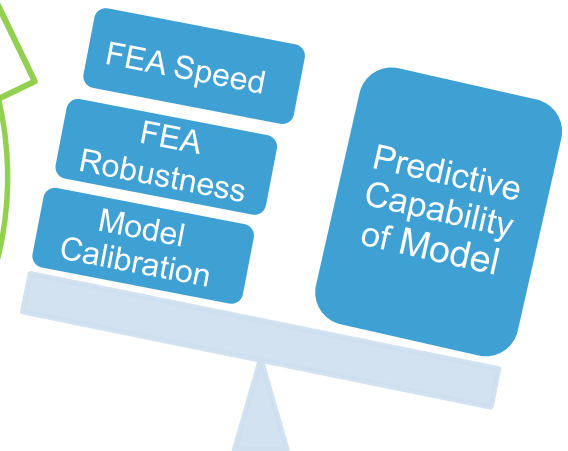 FEA Speed
FEA
Robustness
Model
Calibration
Predictive
Capability
of Model